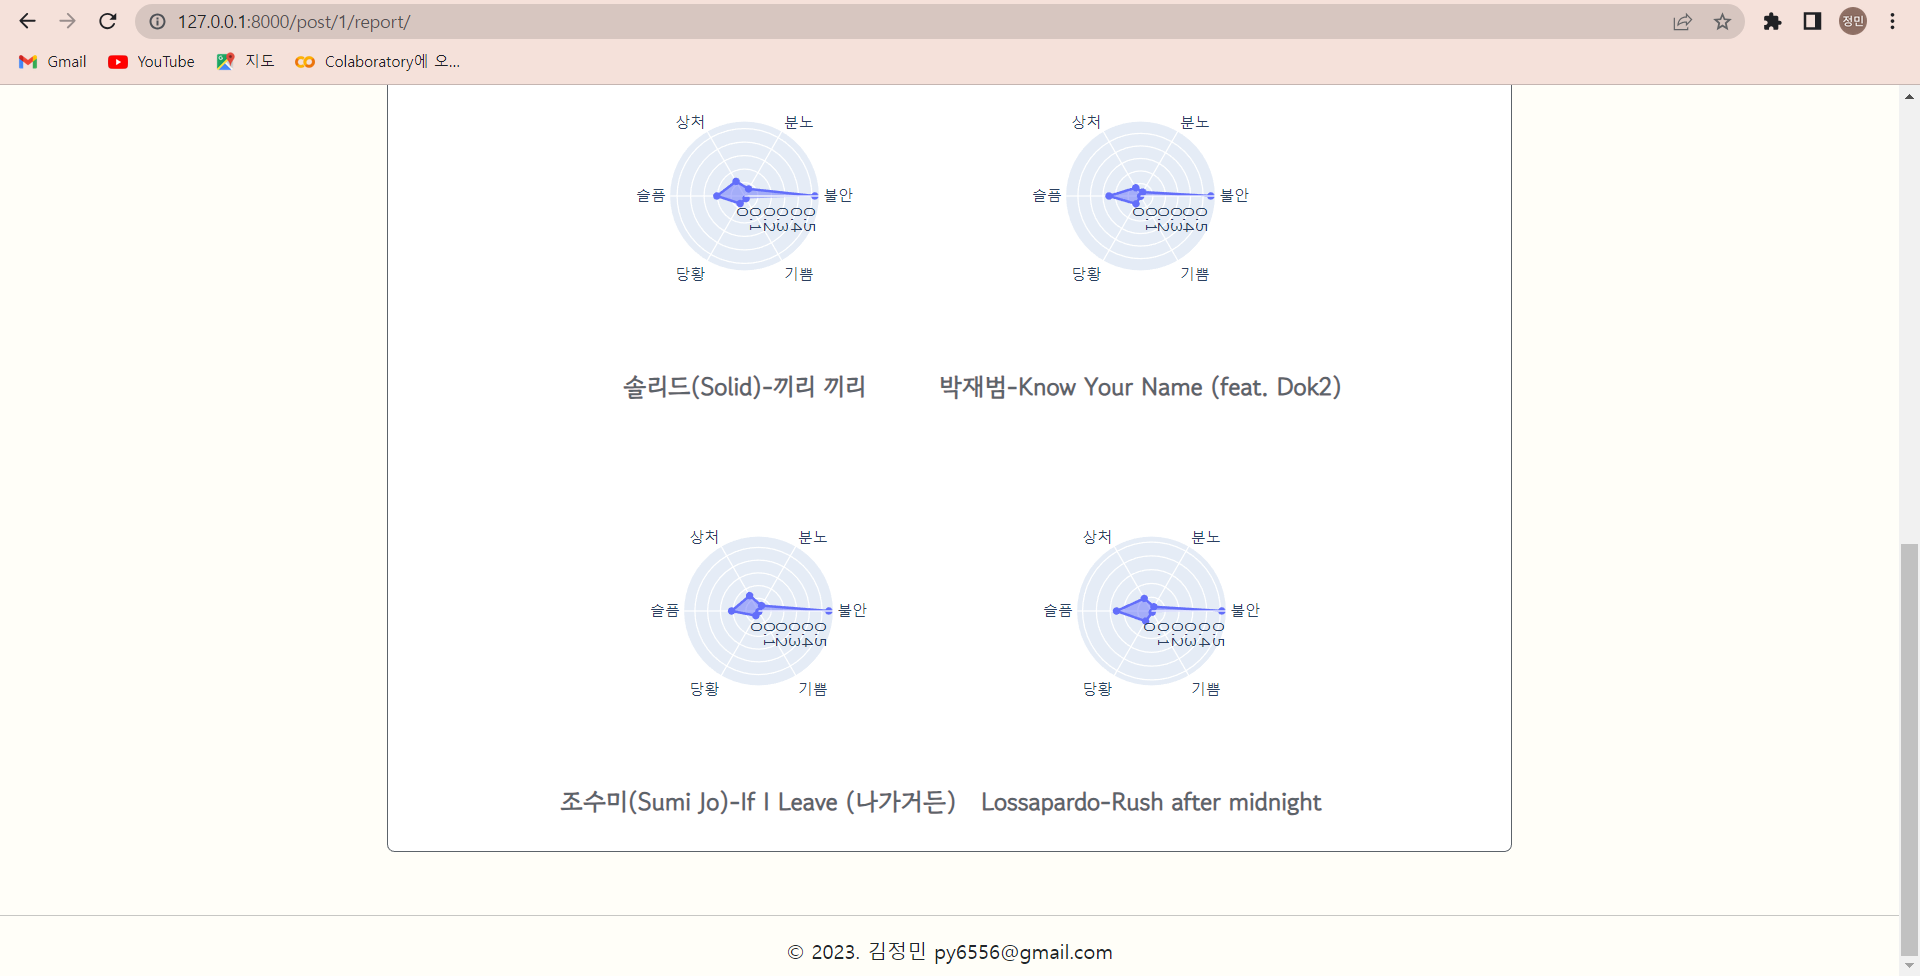 127.0.0.1:8000/post/1/report/
정민
Gmail
YouTube
지도
Colaboratory에 오...
상처 분노 상처 분노
슬픔 불안 슬픔 불안
0 0.1 0.2 0.3 0.4 0.5 0 0.1 0.2 0.3 0.4 0.5
당황 기쁨 당황 기쁨
솔리드(Solid)-끼리 끼리 박재범-Know Your Name (feat. Dok2)
상처 분노 상처 분노
슬픔 불안 슬픔 불안
0 0.1 0.2 0.3 0.4 0.5 0 0.1 0.2 0.3 0.4 0.5
당황 기쁨 당황 기쁨
조수미(Sumi Jo)-If I Leave (나가거든) Lossapardo-Rush after midnight
© 2023. 김정민 py6556@gmail.com